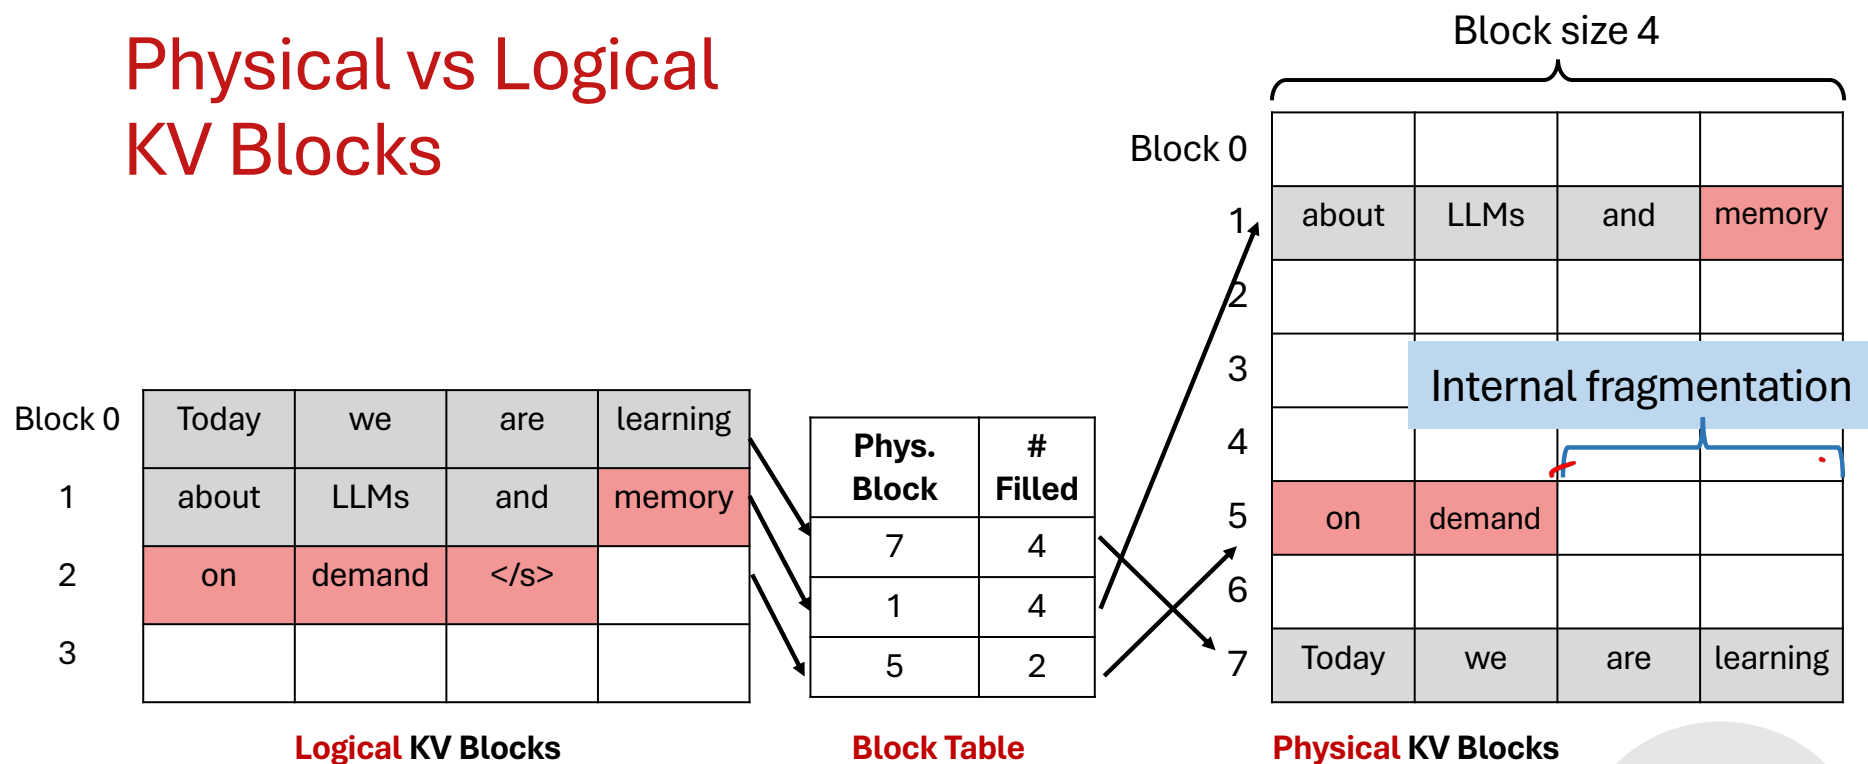 Physical vs Logical
KV Blocks
Block size 4
Block 0 Today we are learning
1 about LLMs and memory
2 on demand </s>
3
Logical KV Blocks
Phys. Block # Filled
7 4
1 4
5 2
Block Table
Block 0
1 about LLMs and memory
2
3
Internal fragmentation
4
5 on demand
6
7 Today we are learning
Physical KV Blocks